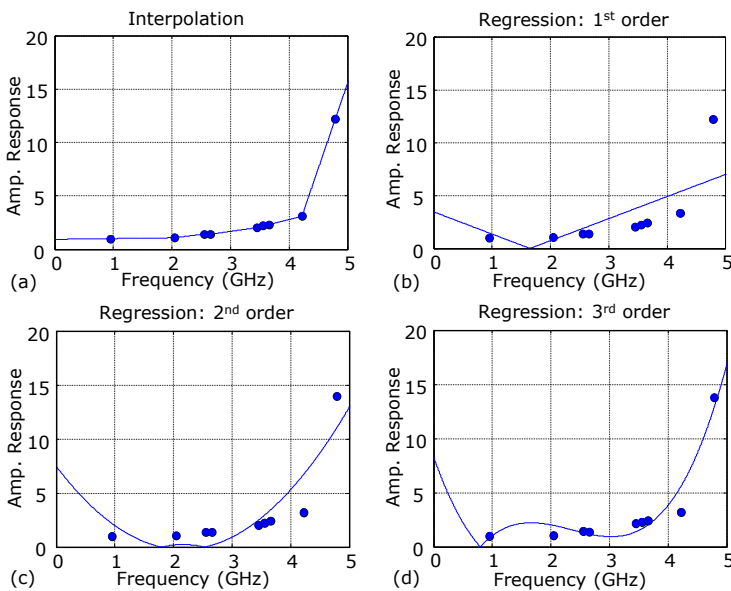 Interpolation
20
15
10
5
0
Amp. Response
0 1 2 3 4 5
Frequency (GHz)
(a)
Regression: 1st order
20
15
10
5
0
Amp. Response
0 1 2 3 4 5
Frequency (GHz)
(b)
Regression: 2nd order
20
15
10
5
0
Amp. Response
0 1 2 3 4 5
Frequency (GHz)
(c)
Regression: 3rd order
20
15
10
5
0
Amp. Response
0 1 2 3 4 5
Frequency (GHz)
(d)